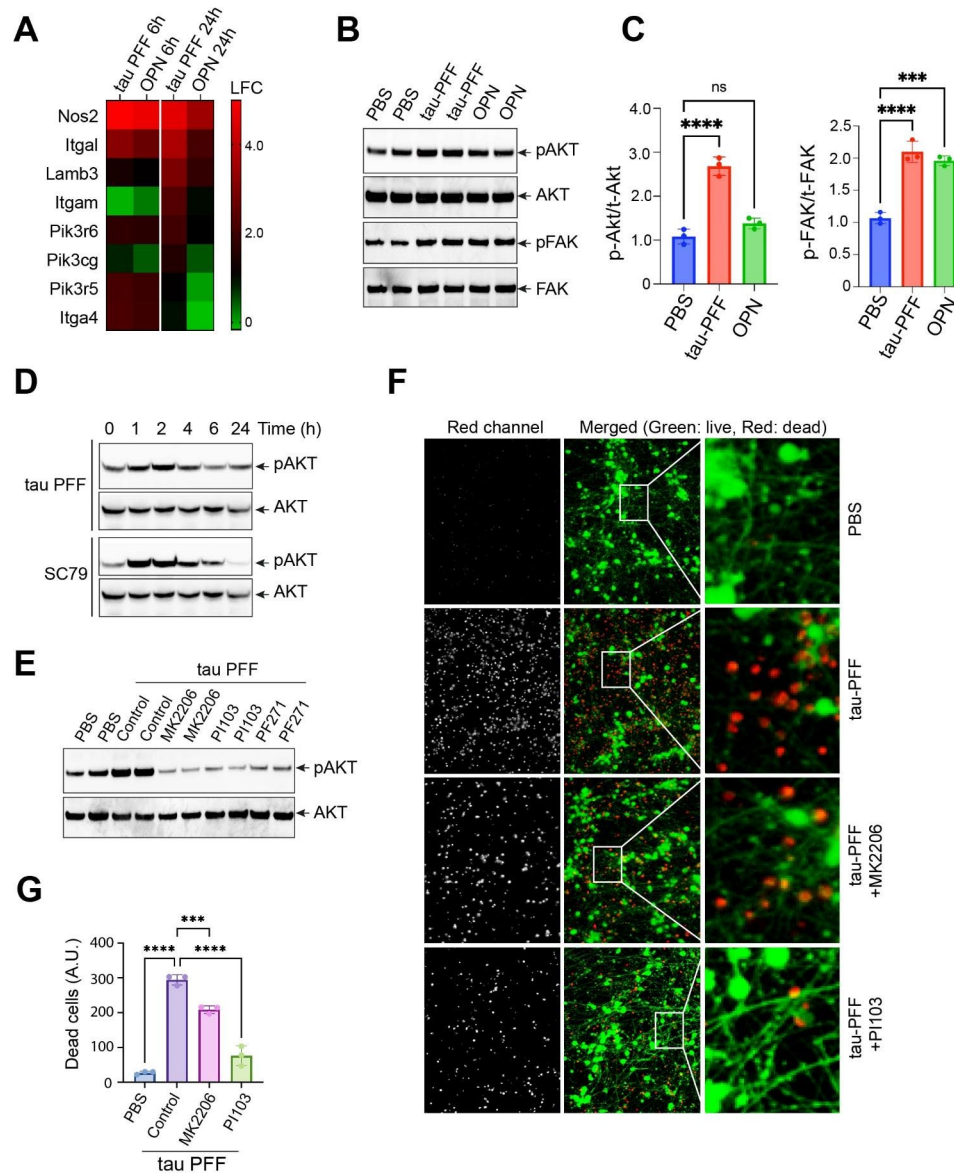 A
tau PFF 6h
OPN 6h
tau PFF 24h
OPN 24h
LFC
Nos2
Itgal
Lamb3
Itgam
Pik3r6
Pik3cg
Pik3r5
Itga4
4.0
2.0
0
B
PBS
PBS
tau-PFF
tau-PFF
OPN
OPN
pAKT
AKT
pFAK
FAK
C
ns
****
p-Akt/t-Akt
4.0
3.0
2.0
1.0
0
PBS
tau-PFF
OPN
***
****
p-FAK/t-FAK
2.5
2.0
1.5
1.0
0.5
0
PBS
tau-PFF
OPN
D
0 1 2 4 6 24 Time (h)
tau PFF
pAKT
AKT
SC79
pAKT
AKT
E
tau PFF
PBS
PBS
Control
Control
MK2206
MK2206
PI103
PI103
PF271
PF271
pAKT
AKT
F
Red channel
Merged (Green: live, Red: dead)
PBS
tau-PFF
tau-PFF
+MK2206
tau-PFF
+PI103
G
***
**** ****
Dead cells (A.U.)
400
300
200
100
0
PBS
Control
MK2206
PI103
tau PFF